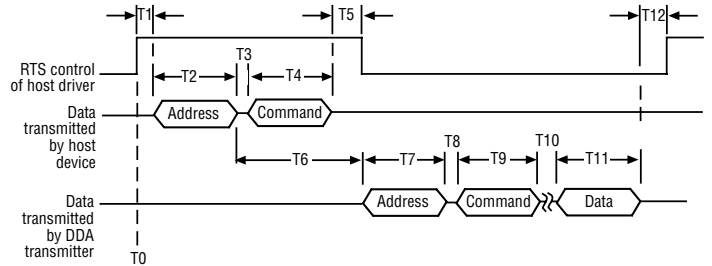 T1
T5
T12
T3
RTS control
of host driver
T2
T4
Data
transmitted
by host
device
Address
Command
T6
T7
T8
T9
T10
T11
Data
transmitted
by DDA
transmitter
Address
Command
Data
T0